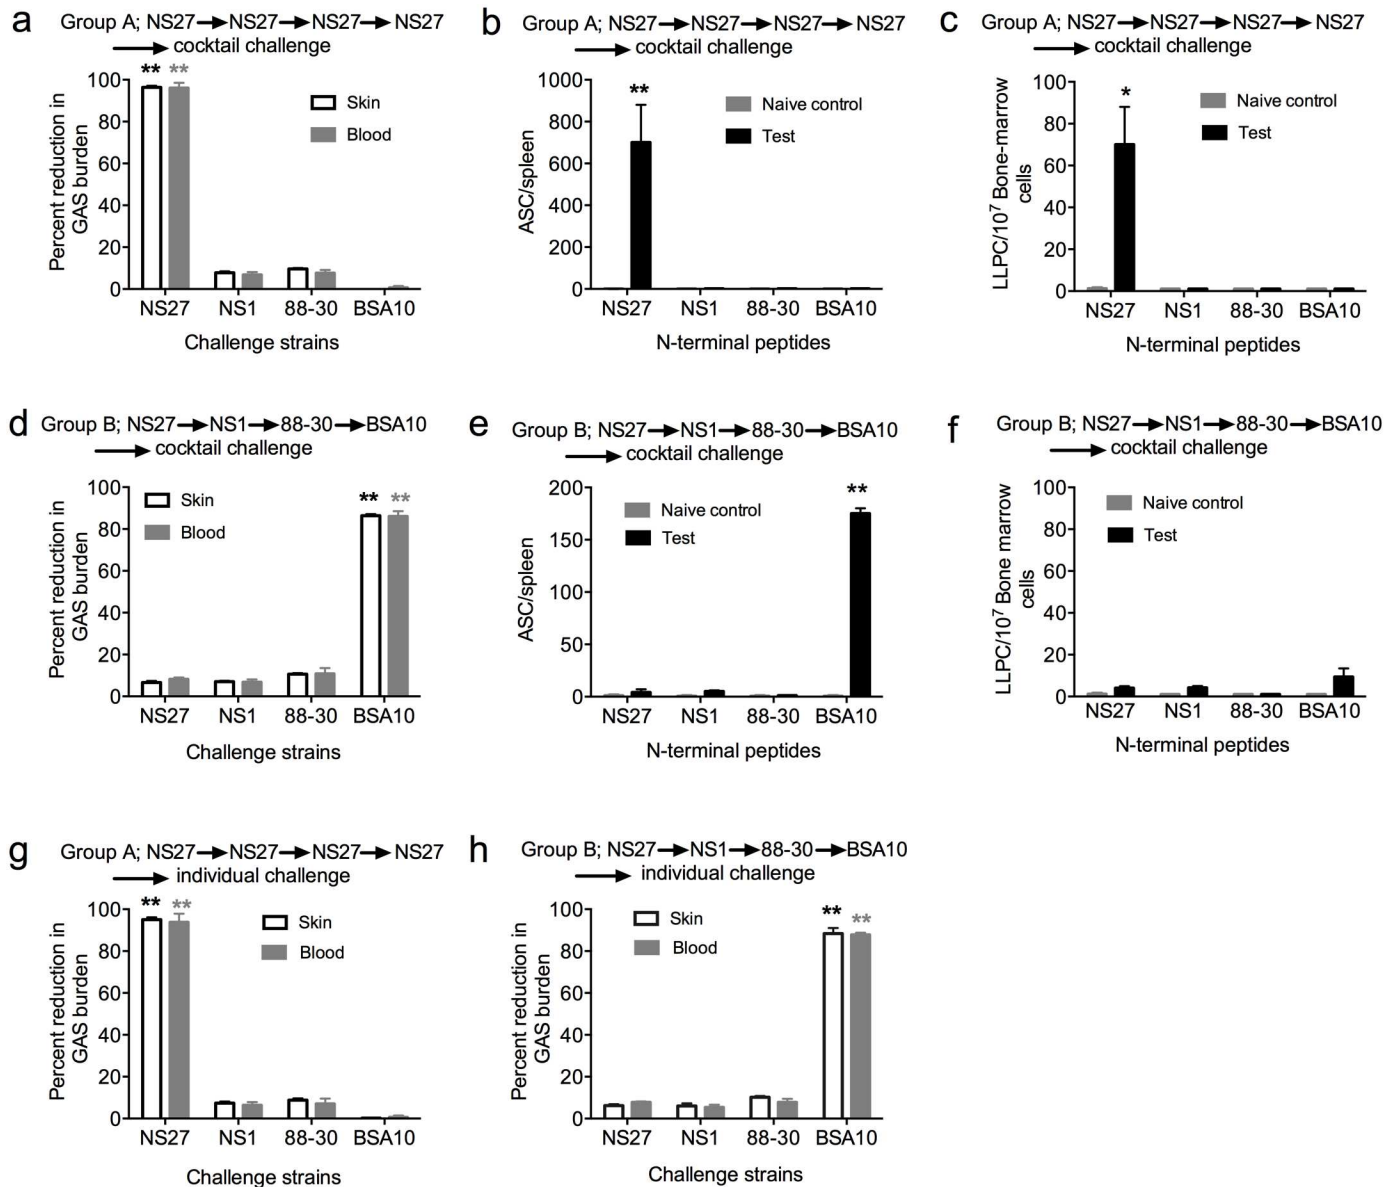 a
Group A; NS27 NS27 NS27 NS27
cocktail challenge
** **
Percent reduction in
GAS burden
100
80
60
40
20
0
Skin
Blood
NS27 NS1 88-30 BSA10
Challenge strains
b
Group A; NS27 NS27 NS27 NS27
cocktail challenge
ASC/spleen
1000
800
600
400
200
0
**
Naive control
Test
NS27 NS1 88-30 BSA10
N-terminal peptides
c
Group A; NS27 NS27 NS27 NS27
cocktail challenge
LLPC/10⁷ Bone-marrow
cells
100
80
60
40
20
0
*
Naive control
Test
NS27 NS1 88-30 BSA10
N-terminal peptides
d
Group B; NS27 NS1 88-30 BSA10
cocktail challenge
Percent reduction in
GAS burden
100
80
60
40
20
0
Skin
Blood
** **
NS27 NS1 88-30 BSA10
Challenge strains
e
Group B; NS27 NS1 88-30 BSA10
cocktail challenge
ASC/spleen
200
150
100
50
0
Naive control
Test
**
NS27 NS1 88-30 BSA10
N-terminal peptides
f
Group B; NS27 NS1 88-30 BSA10
cocktail challenge
LLPC/10⁷ Bone marrow
cells
100
80
60
40
20
0
Naive control
Test
NS27 NS1 88-30 BSA10
N-terminal peptides
g
Group A; NS27 NS27 NS27 NS27
individual challenge
** **
Percent reduction in
GAS burden
100
80
60
40
20
0
Skin
Blood
NS27 NS1 88-30 BSA10
Challenge strains
h
Group B; NS27 NS1 88-30 BSA10
individual challenge
Percent reduction in
GAS burden
100
80
60
40
20
0
Skin
Blood
** **
NS27 NS1 88-30 BSA10
Challenge strains